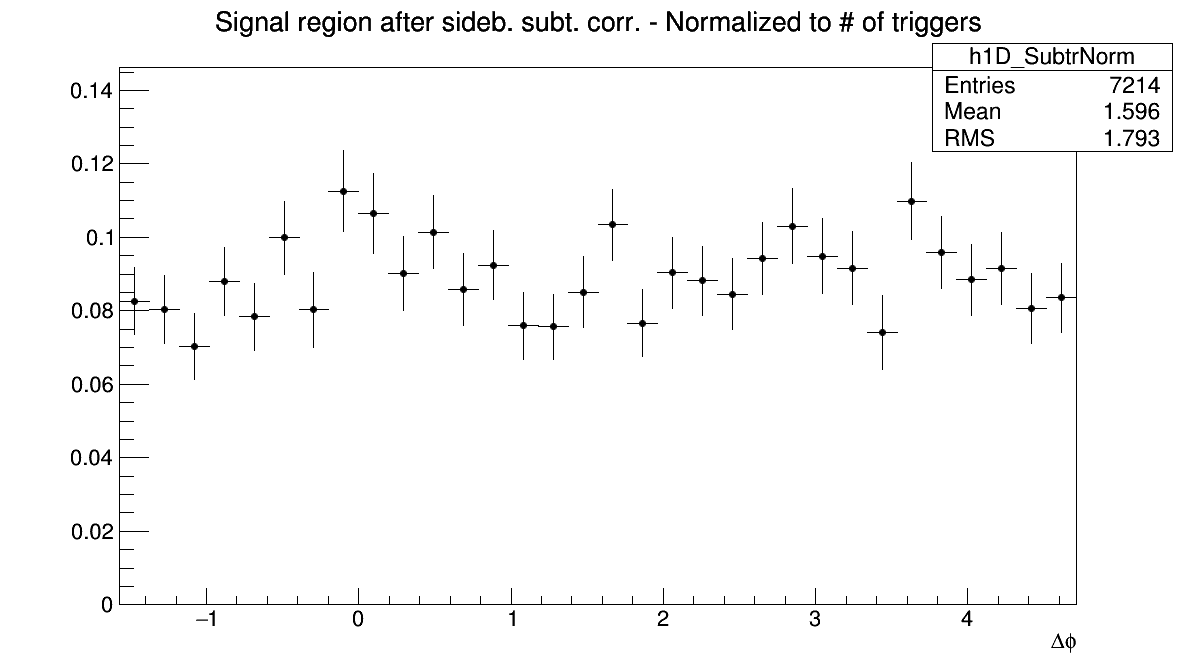 Signal region after sideb. subt. corr. - Normalized to # of triggers
h1D_SubtrNorm
Entries 7214
Mean 1.596
RMS 1.793
0.14
0.12
0.1
0.08
0.06
0.04
0.02
0
−1 0 1 2 3 4
Δϕ